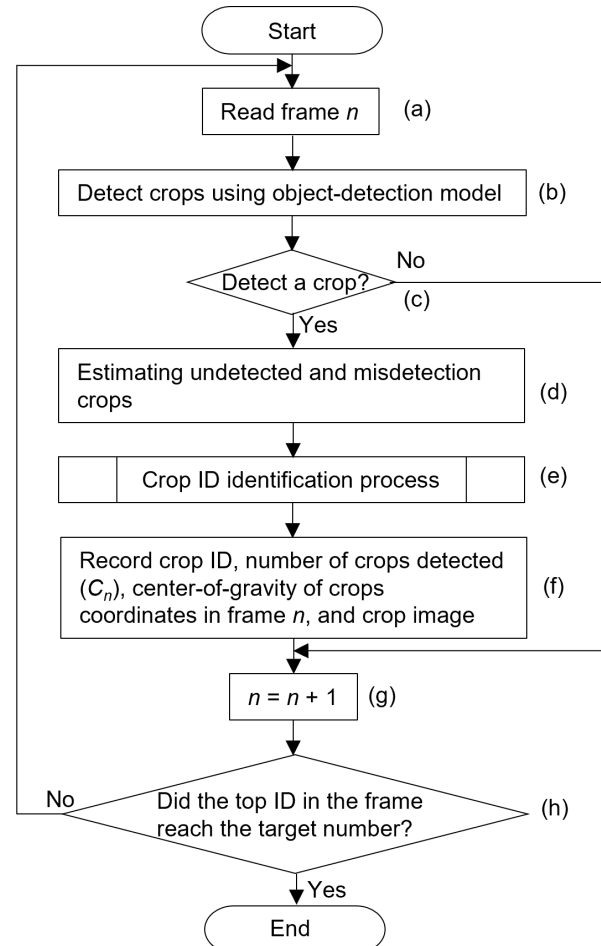 Start
Read frame n
(a)
Detect crops using object-detection model
(b)
Detect a crop?
No
(c)
Yes
Estimating undetected and misdetection
crops
(d)
Crop ID identification process
(e)
Record crop ID, number of crops detected
(Cn), center-of-gravity of crops
coordinates in frame n, and crop image
(f)
n = n + 1
(g)
No
Did the top ID in the frame
reach the target number?
(h)
Yes
End